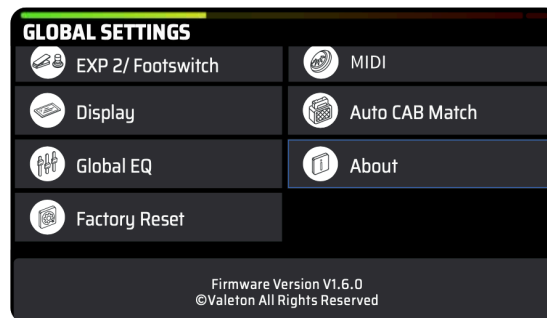 GLOBAL SETTINGS
EXP 2/ Footswitch
MIDI
Display
Auto CAB Match
Global EQ
About
Factory Reset
Firmware Version V1.6.0
©Valeton All Rights Reserved